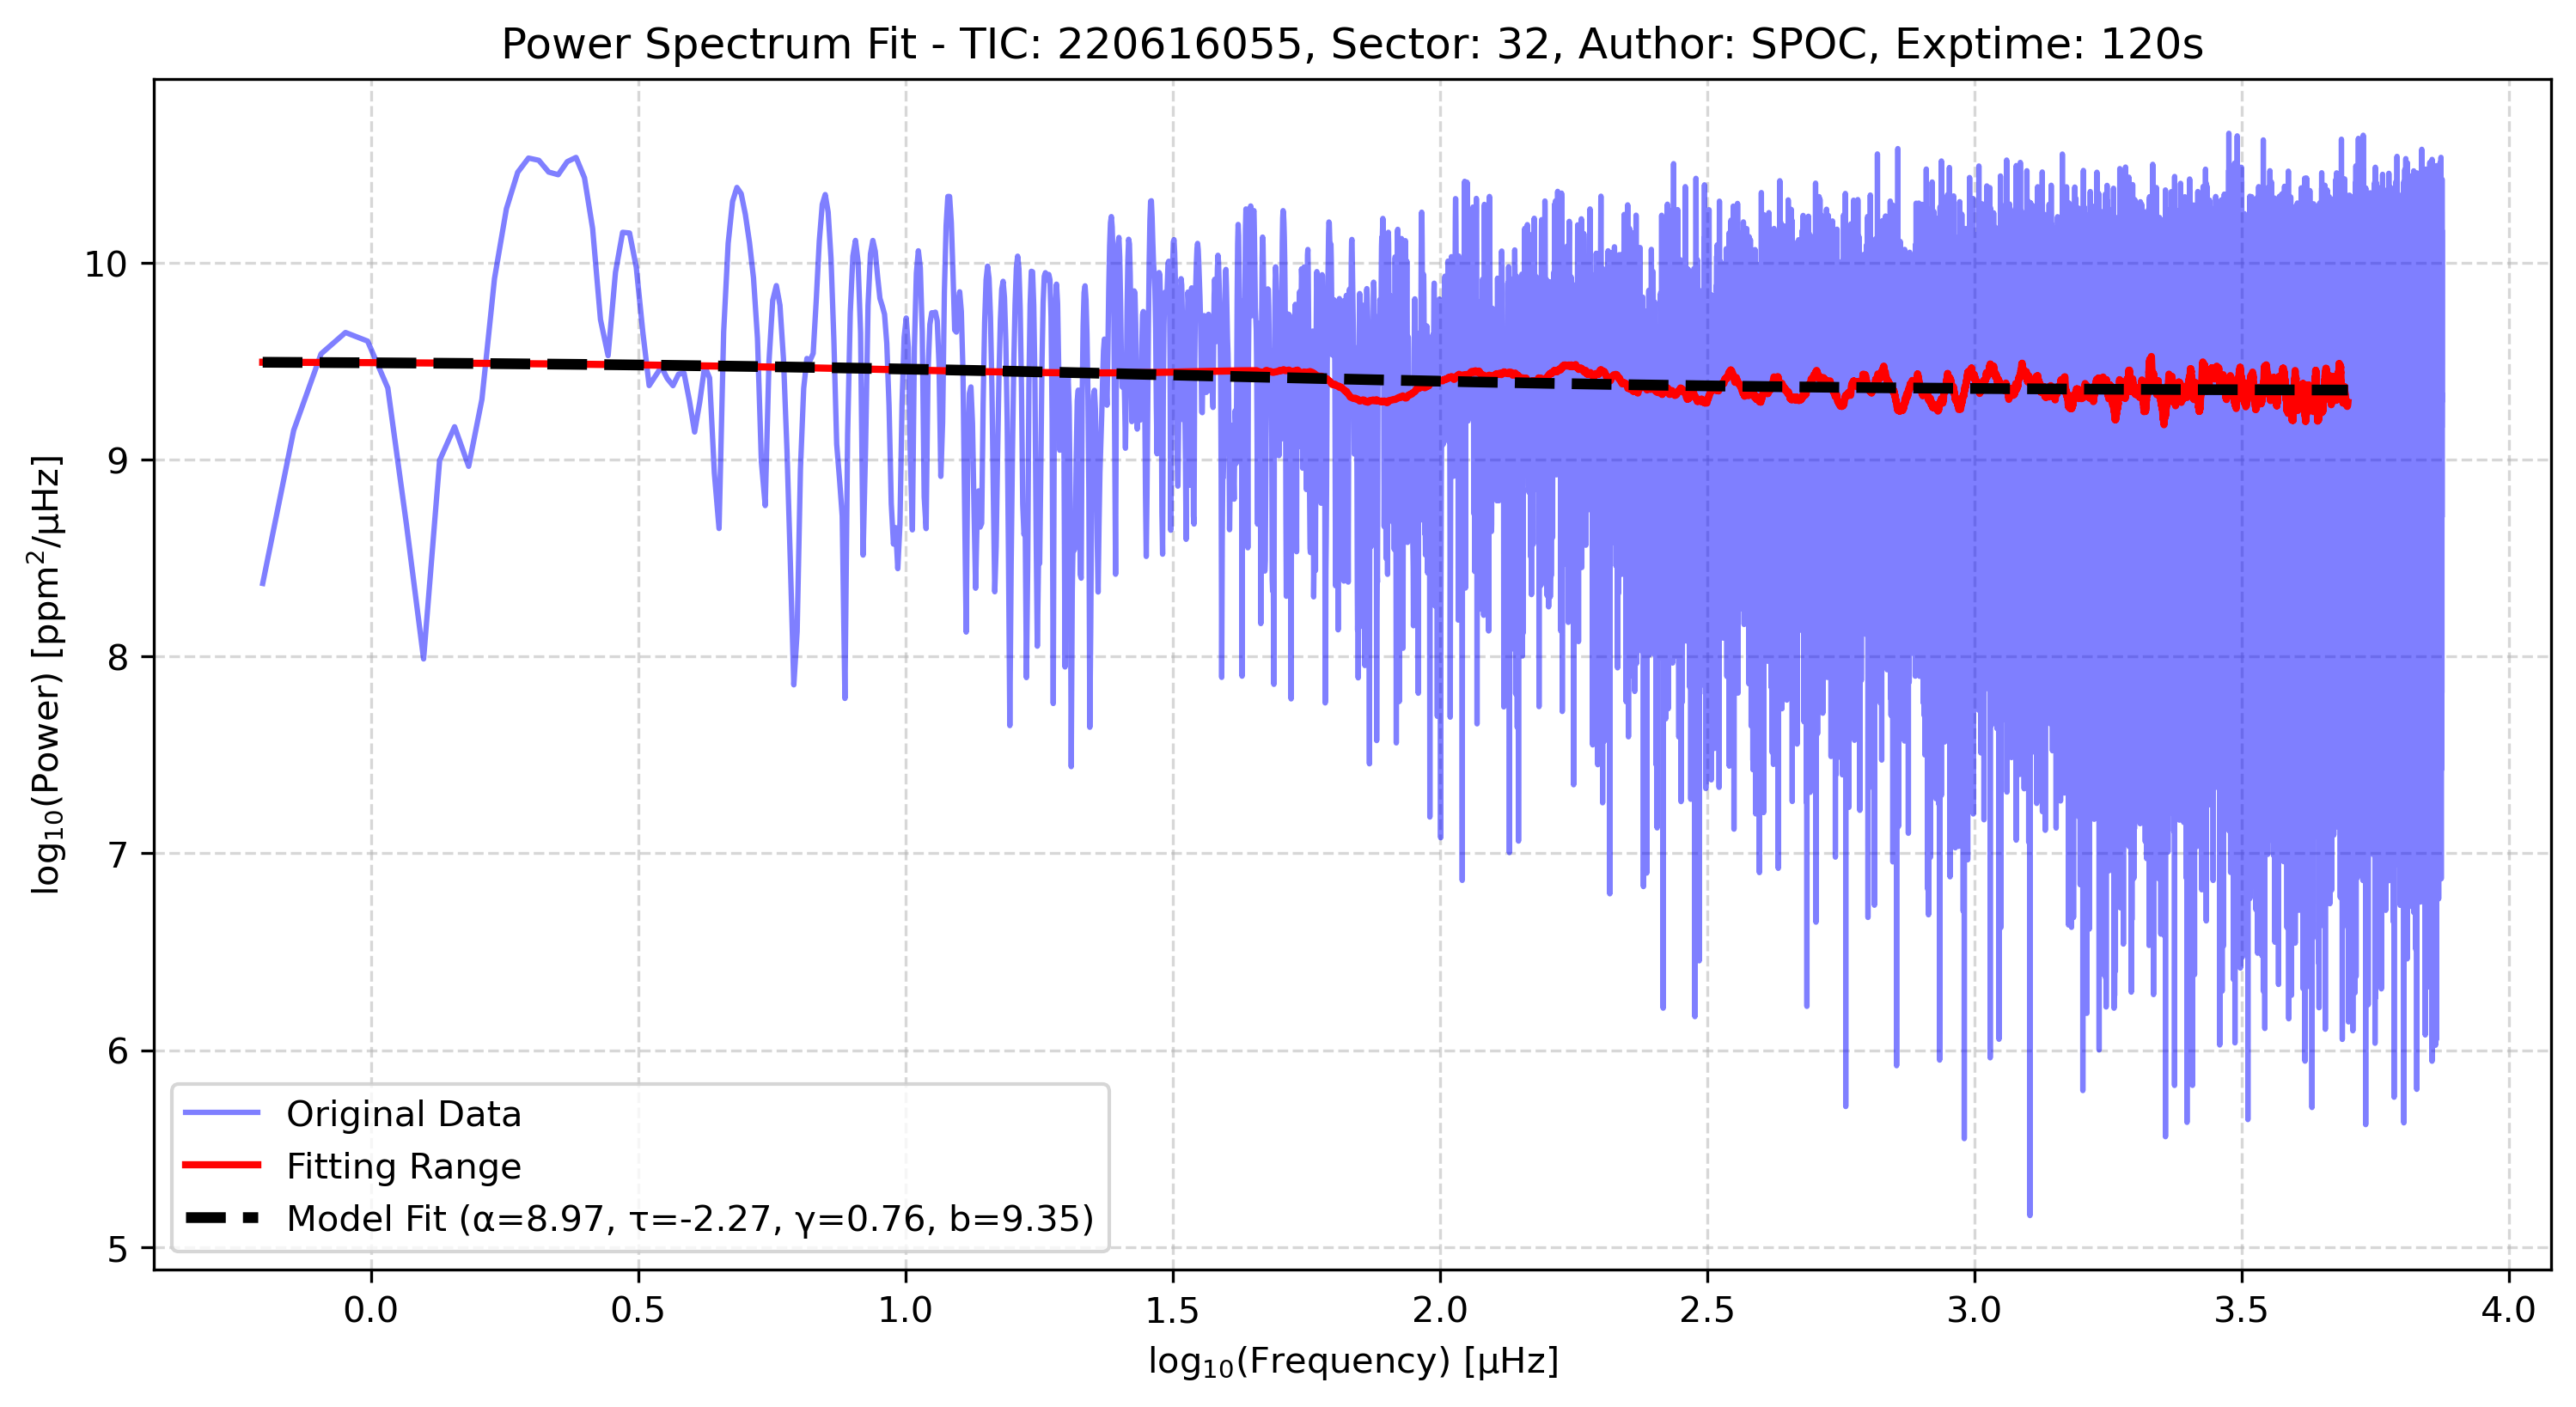 Power Spectrum Fit - TIC: 220616055, Sector: 32, Author: SPOC, Exptime: 120s
log₁₀(Power) [ppm²/μHz]
10
9
8
7
6
5
Original Data
Fitting Range
Model Fit (α=8.97, τ=-2.27, γ=0.76, b=9.35)
0.0 0.5 1.0 1.5 2.0 2.5 3.0 3.5 4.0
log₁₀(Frequency) [μHz]